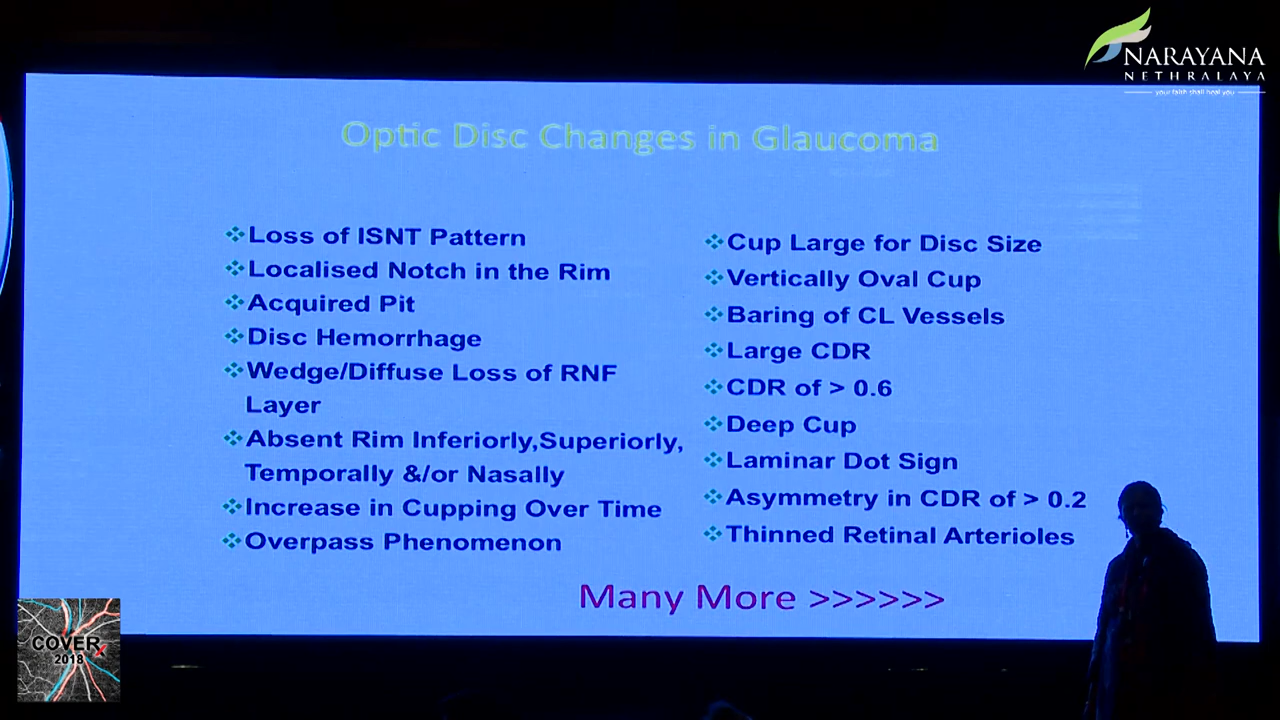 NARAYANA
NETHRALAYA
your faith shall heal you
Optic Disc Changes in Glaucoma
Loss of ISNT Pattern
Localised Notch in the Rim
Acquired Pit
Disc Hemorrhage
Wedge/Diffuse Loss of RNF
Layer
Absent Rim Inferiorly,Superiorly,
Temporally &/or Nasally
Increase in Cupping Over Time
Overpass Phenomenon
Cup Large for Disc Size
Vertically Oval Cup
Baring of CL Vessels
Large CDR
CDR of > 0.6
Deep Cup
Laminar Dot Sign
Asymmetry in CDR of > 0.2
Thinned Retinal Arterioles
Many More >>>>>>
COVERx
2018